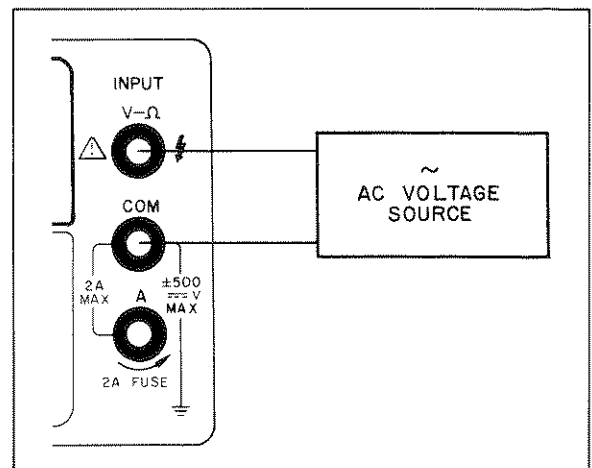 INPUT
V-Ω
COM
2A
MAX
±500
V
MAX
A
2A FUSE
~
AC VOLTAGE
SOURCE